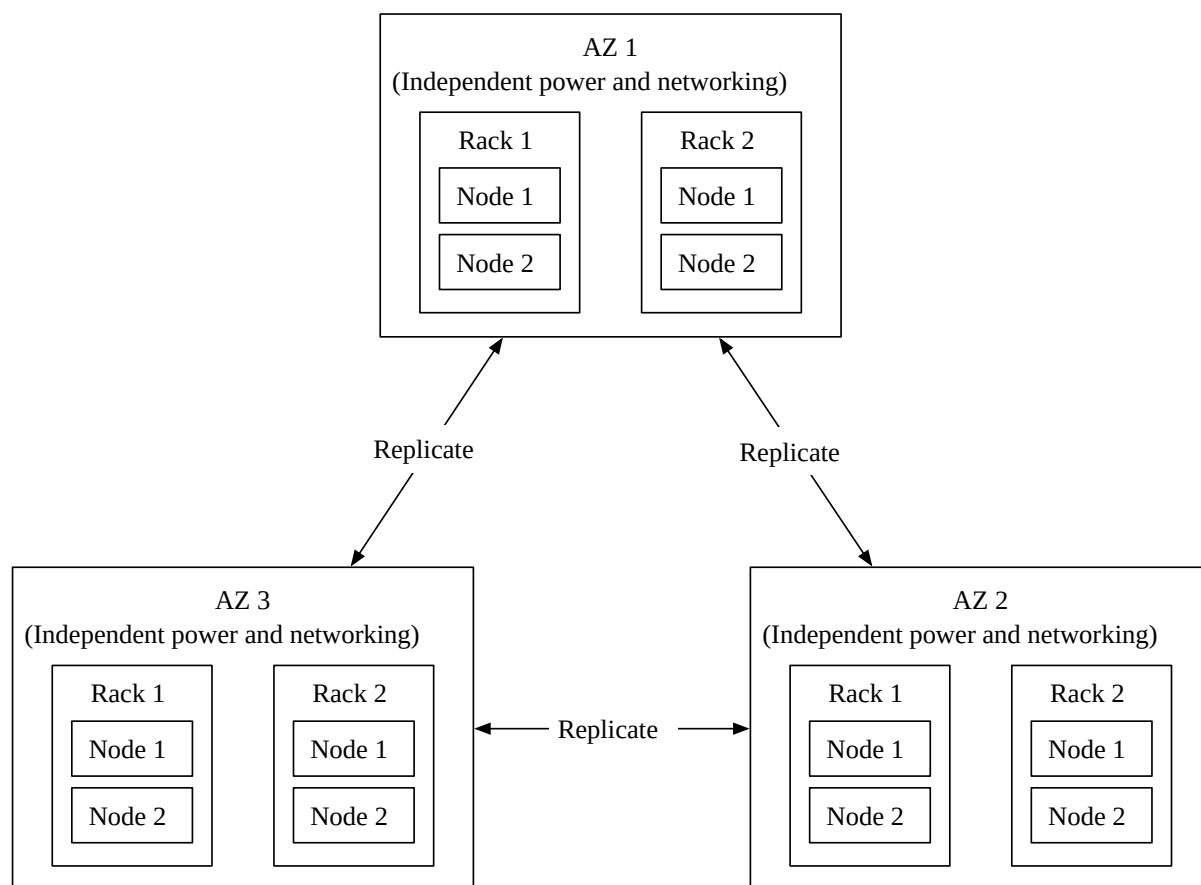 AZ 1
(Independent power and networking)
Rack 1
Node 1
Node 2
Rack 2
Node 1
Node 2
Replicate
Replicate
AZ 3
(Independent power and networking)
Rack 1
Node 1
Node 2
Rack 2
Node 1
Node 2
Replicate
AZ 2
(Independent power and networking)
Rack 1
Node 1
Node 2
Rack 2
Node 1
Node 2